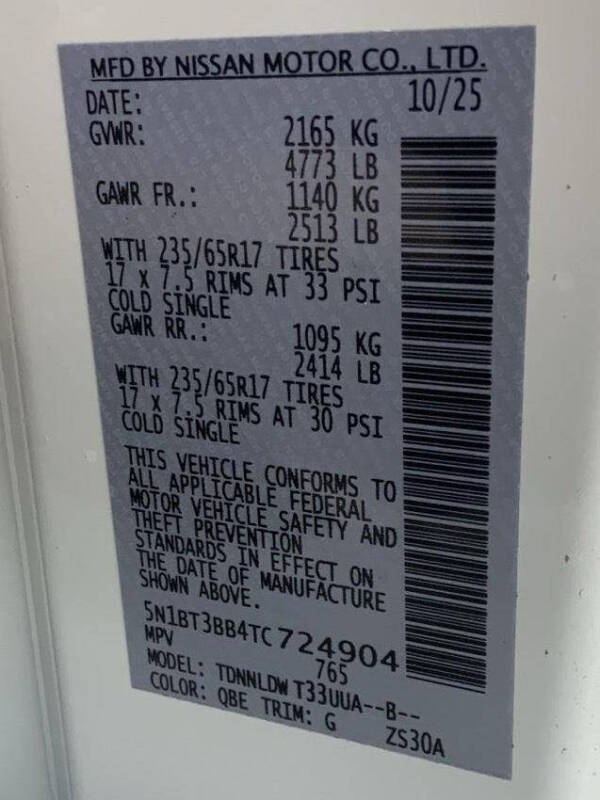 MFD BY NISSAN MOTOR CO., LTD.
DATE: 10/25
GVWR: 2165 KG
4773 LB
GAWR FR.: 1140 KG
2513 LB
WITH 235/65R17 TIRES
17 X 7.5 RIMS AT 33 PSI
COLD SINGLE
GAWR RR.: 1095 KG
2414 LB
WITH 235/65R17 TIRES
17 X 7.5 RIMS AT 30 PSI
COLD SINGLE
THIS VEHICLE CONFORMS TO
ALL APPLICABLE FEDERAL
MOTOR VEHICLE SAFETY AND
THEFT PREVENTION
STANDARDS IN EFFECT ON
THE DATE OF MANUFACTURE
SHOWN ABOVE.
5N1BT3BB4TC724904
MPV 765
MODEL: TDNNLDW T33UUA--B--
COLOR: QBE TRIM: G ZS30A